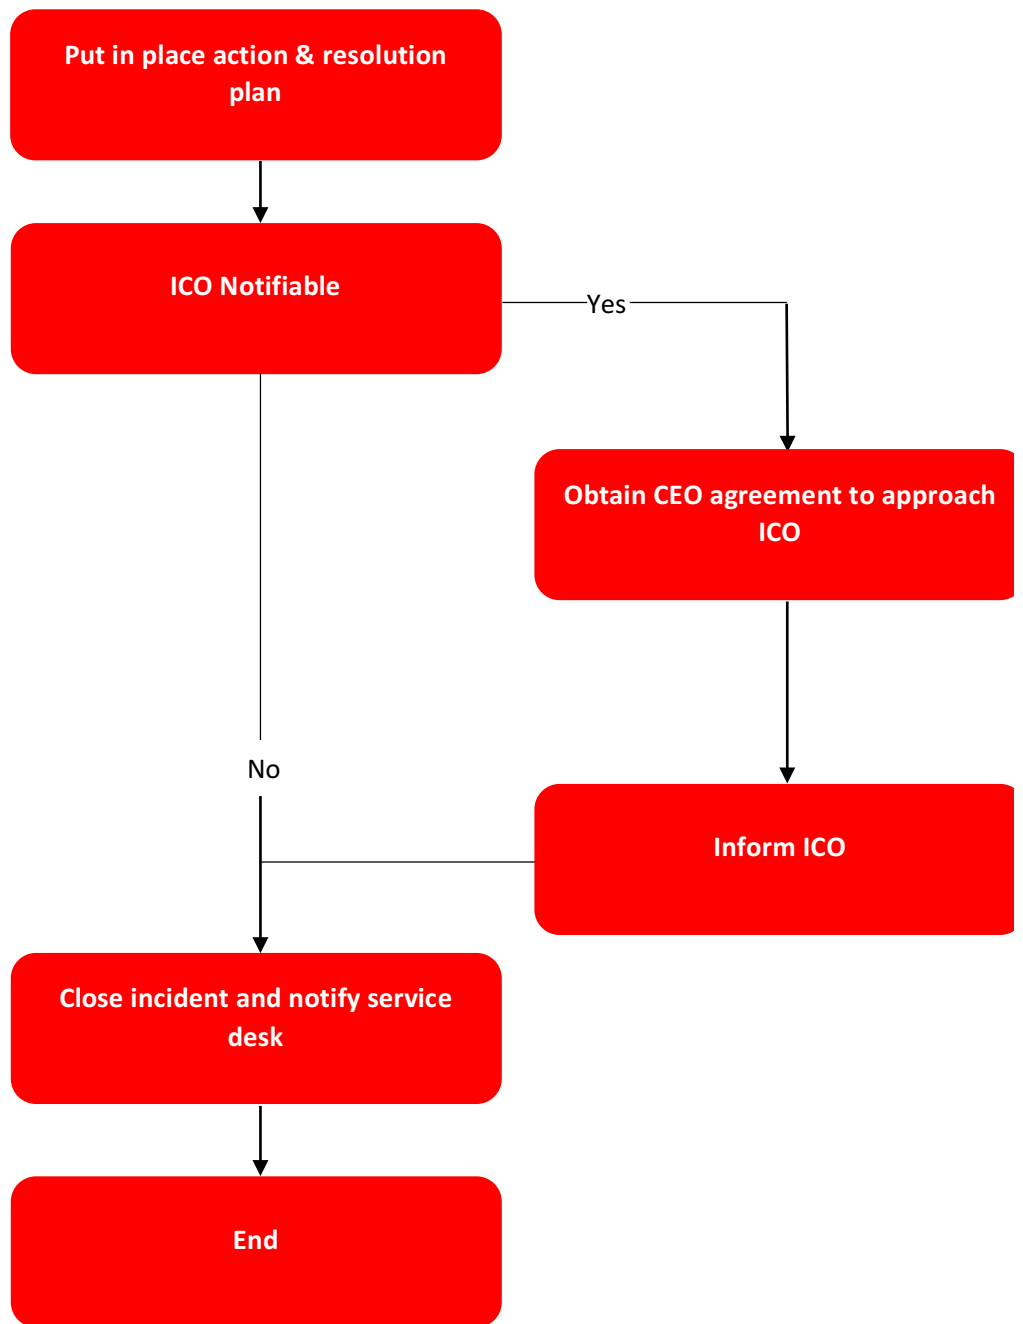 Put in place action & resolution
plan
ICO Notifiable
Yes
Obtain CEO agreement to approach
ICO
No
Inform ICO
Close incident and notify service
desk
End